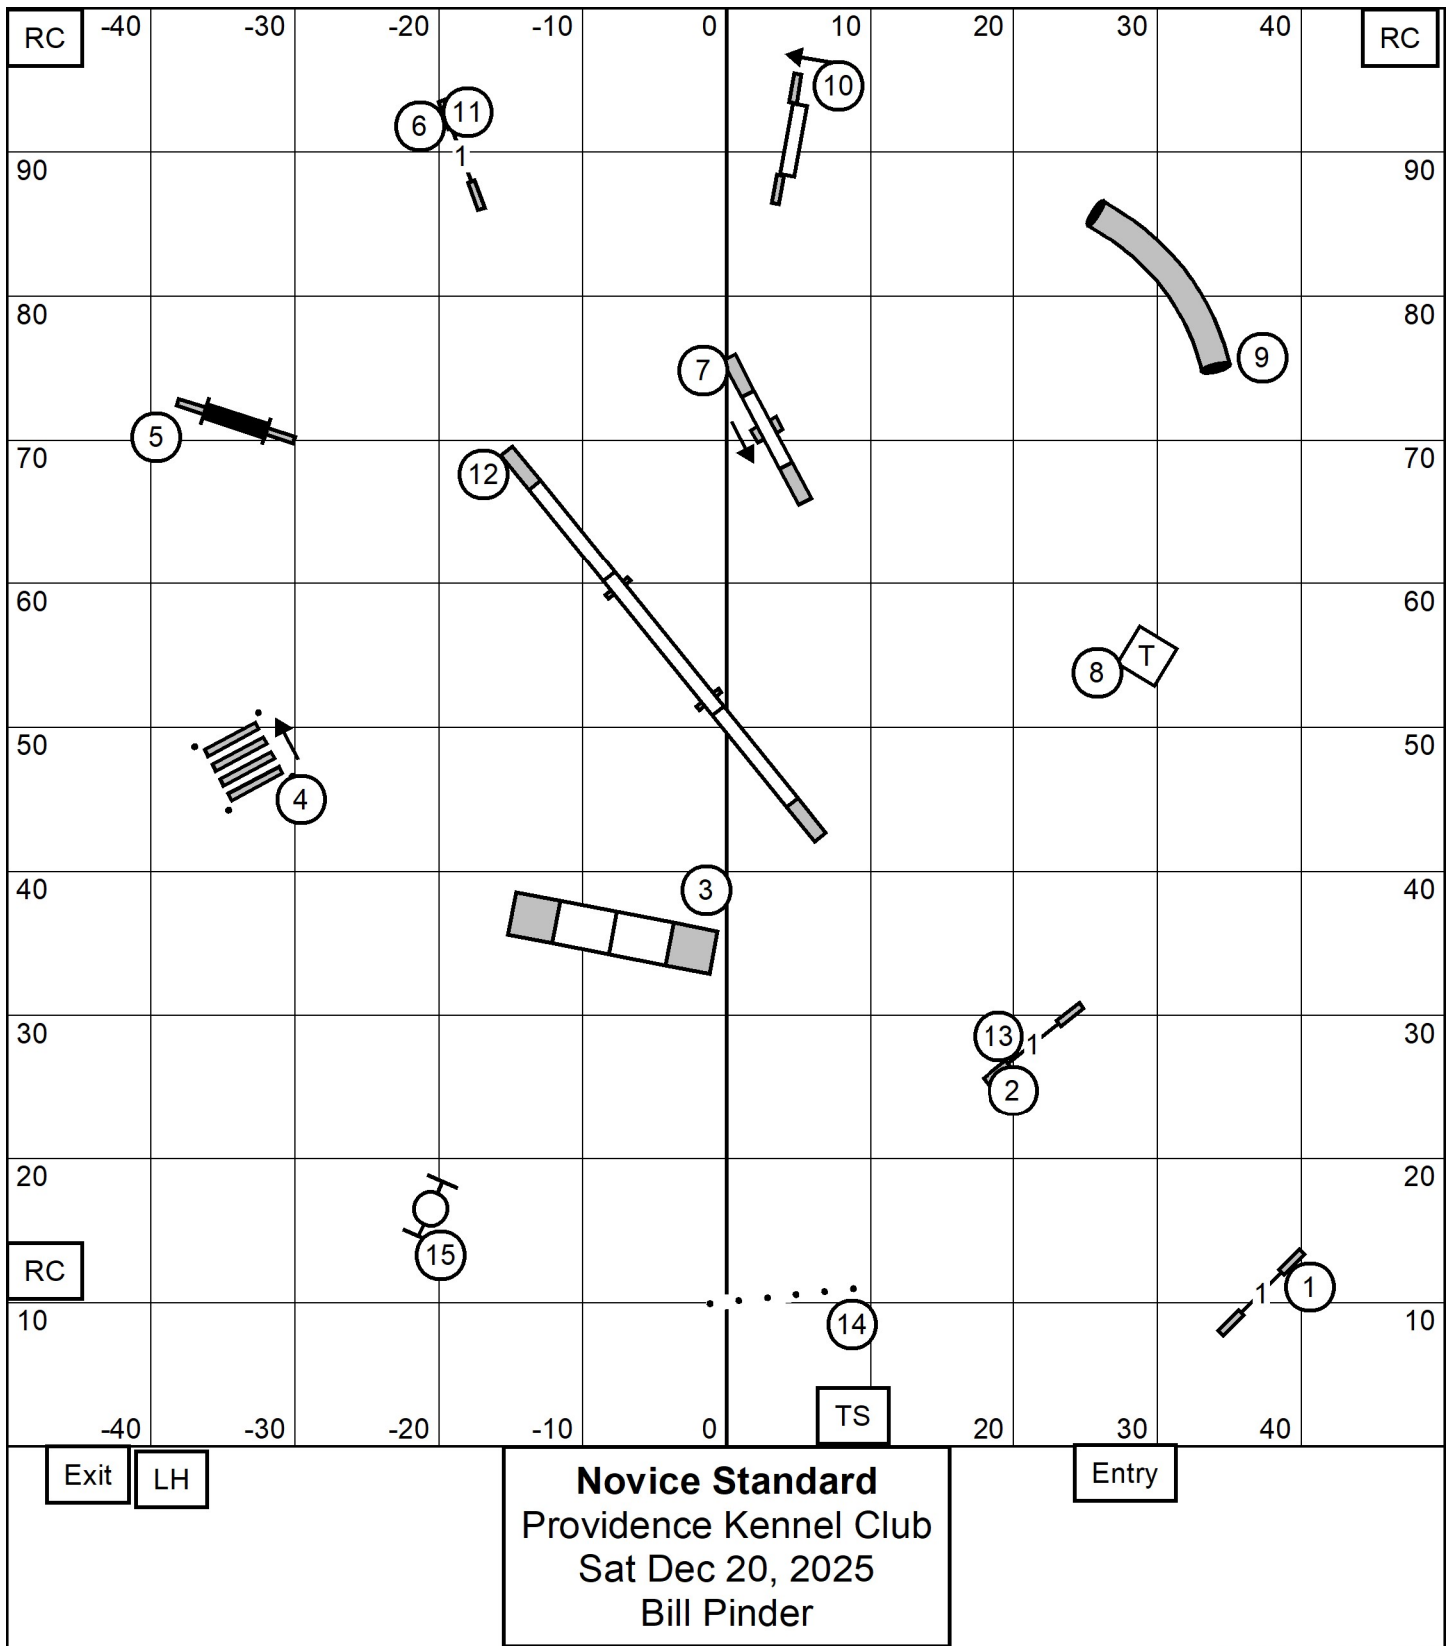 RC -40 -30 -20 -10 0 10 20 30 40 RC
10
6 11
1
90 90
9
80 80
7
5
70 70
12
60 60
T
8
50 50
4
40 40
3
30 30
13 1
2
20 20
15
RC
1 1
10 10
14
TS
-40 -30 -20 -10 0 20 30 40
Exit LH Entry
Novice Standard
Providence Kennel Club
Sat Dec 20, 2025
Bill Pinder